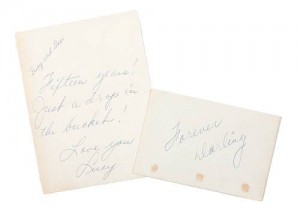 Fifteen years!
Just a drop in
the bucket!
Love you
Lucy
Forever
Darling